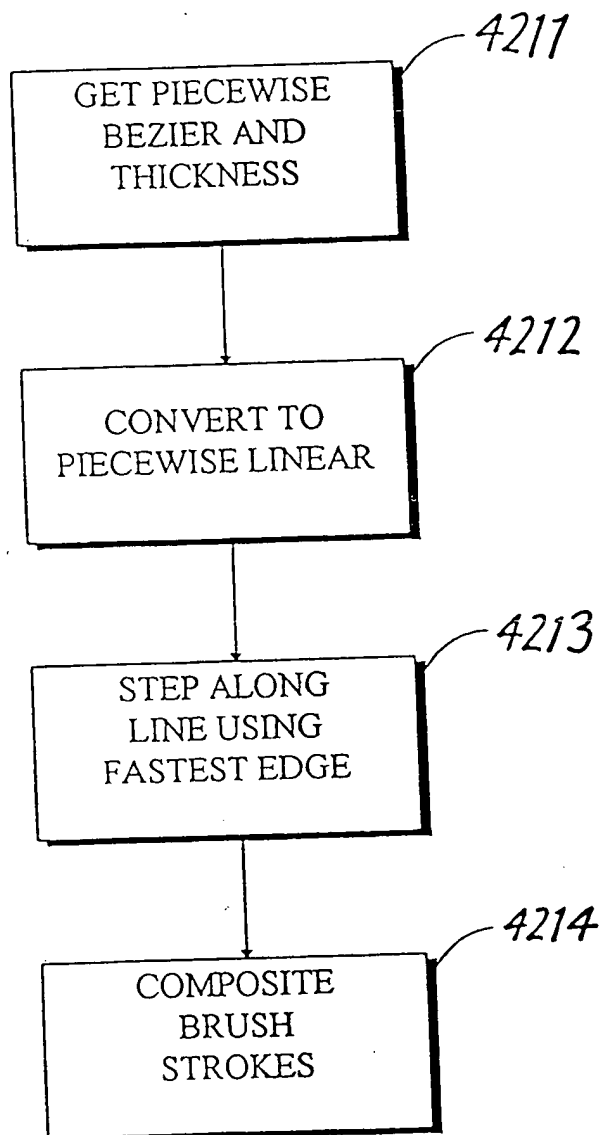 4211
GET PIECEWISE
BEZIER AND
THICKNESS
4212
CONVERT TO
PIECEWISE LINEAR
4213
STEP ALONG
LINE USING
FASTEST EDGE
4214
COMPOSITE
BRUSH
STROKES